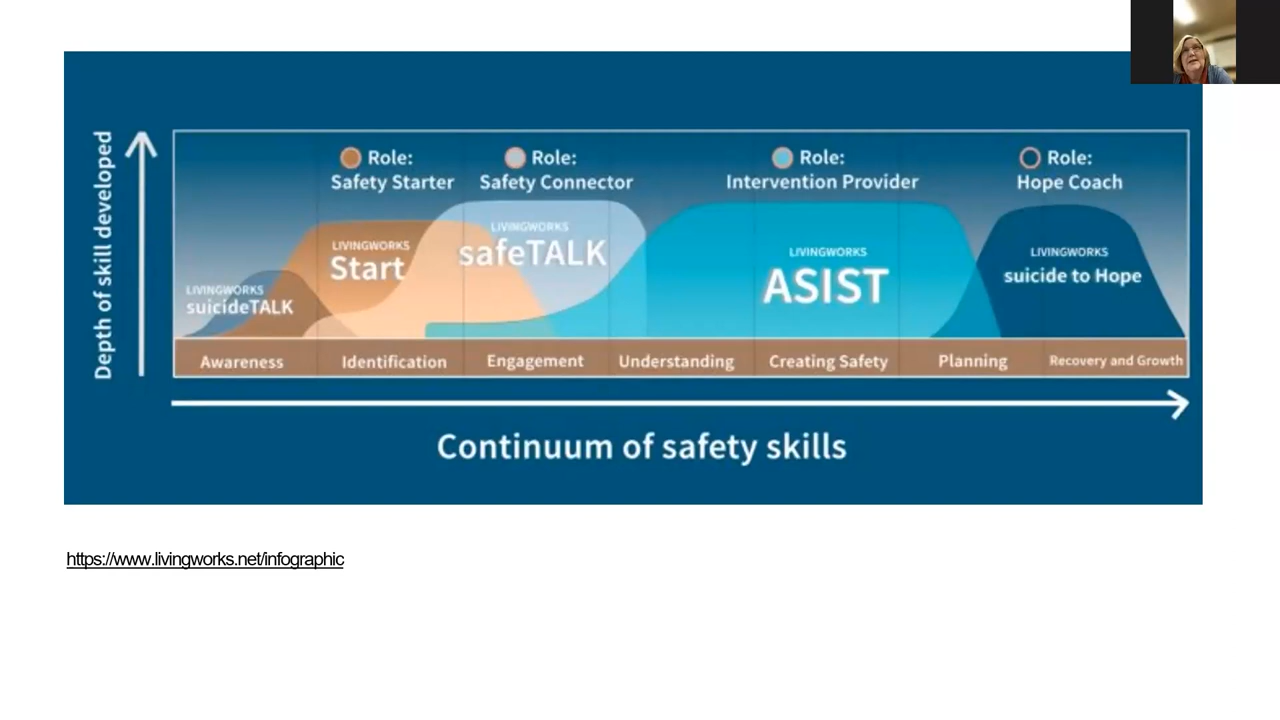 Depth of skill developed
Role:
Safety Starter
Role:
Safety Connector
Role:
Intervention Provider
Role:
Hope Coach
LIVINGWORKS
suicideTALK
LIVINGWORKS
Start
LIVINGWORKS
safeTALK
LIVINGWORKS
ASIST
LIVINGWORKS
suicide to Hope
Awareness
Identification
Engagement
Understanding
Creating Safety
Planning
Recovery and Growth
Continuum of safety skills
https://www.livingworks.net/infographic